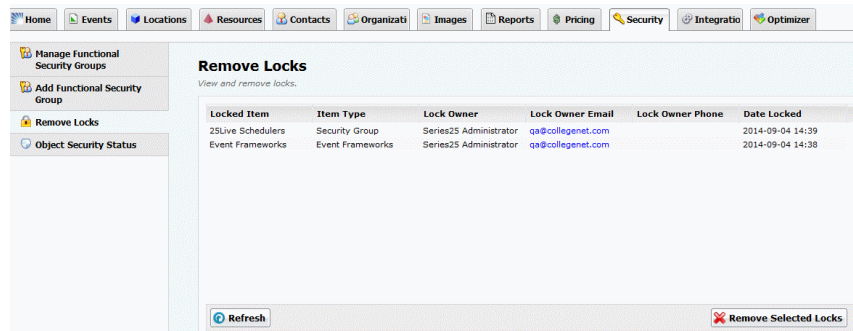 Home Events Locations Resources Contacts Organizati Images Reports Pricing Security Integratio Optimizer
Manage Functional
Security Groups
Add Functional Security
Group
Remove Locks
Object Security Status
Remove Locks
View and remove locks.
Locked Item Item Type Lock Owner Lock Owner Email Lock Owner Phone Date Locked
25Live Schedulers Security Group Series25 Administrator qa@collegenet.com 2014-09-04 14:39
Event Frameworks Event Frameworks Series25 Administrator qa@collegenet.com 2014-09-04 14:38
Refresh Remove Selected Locks